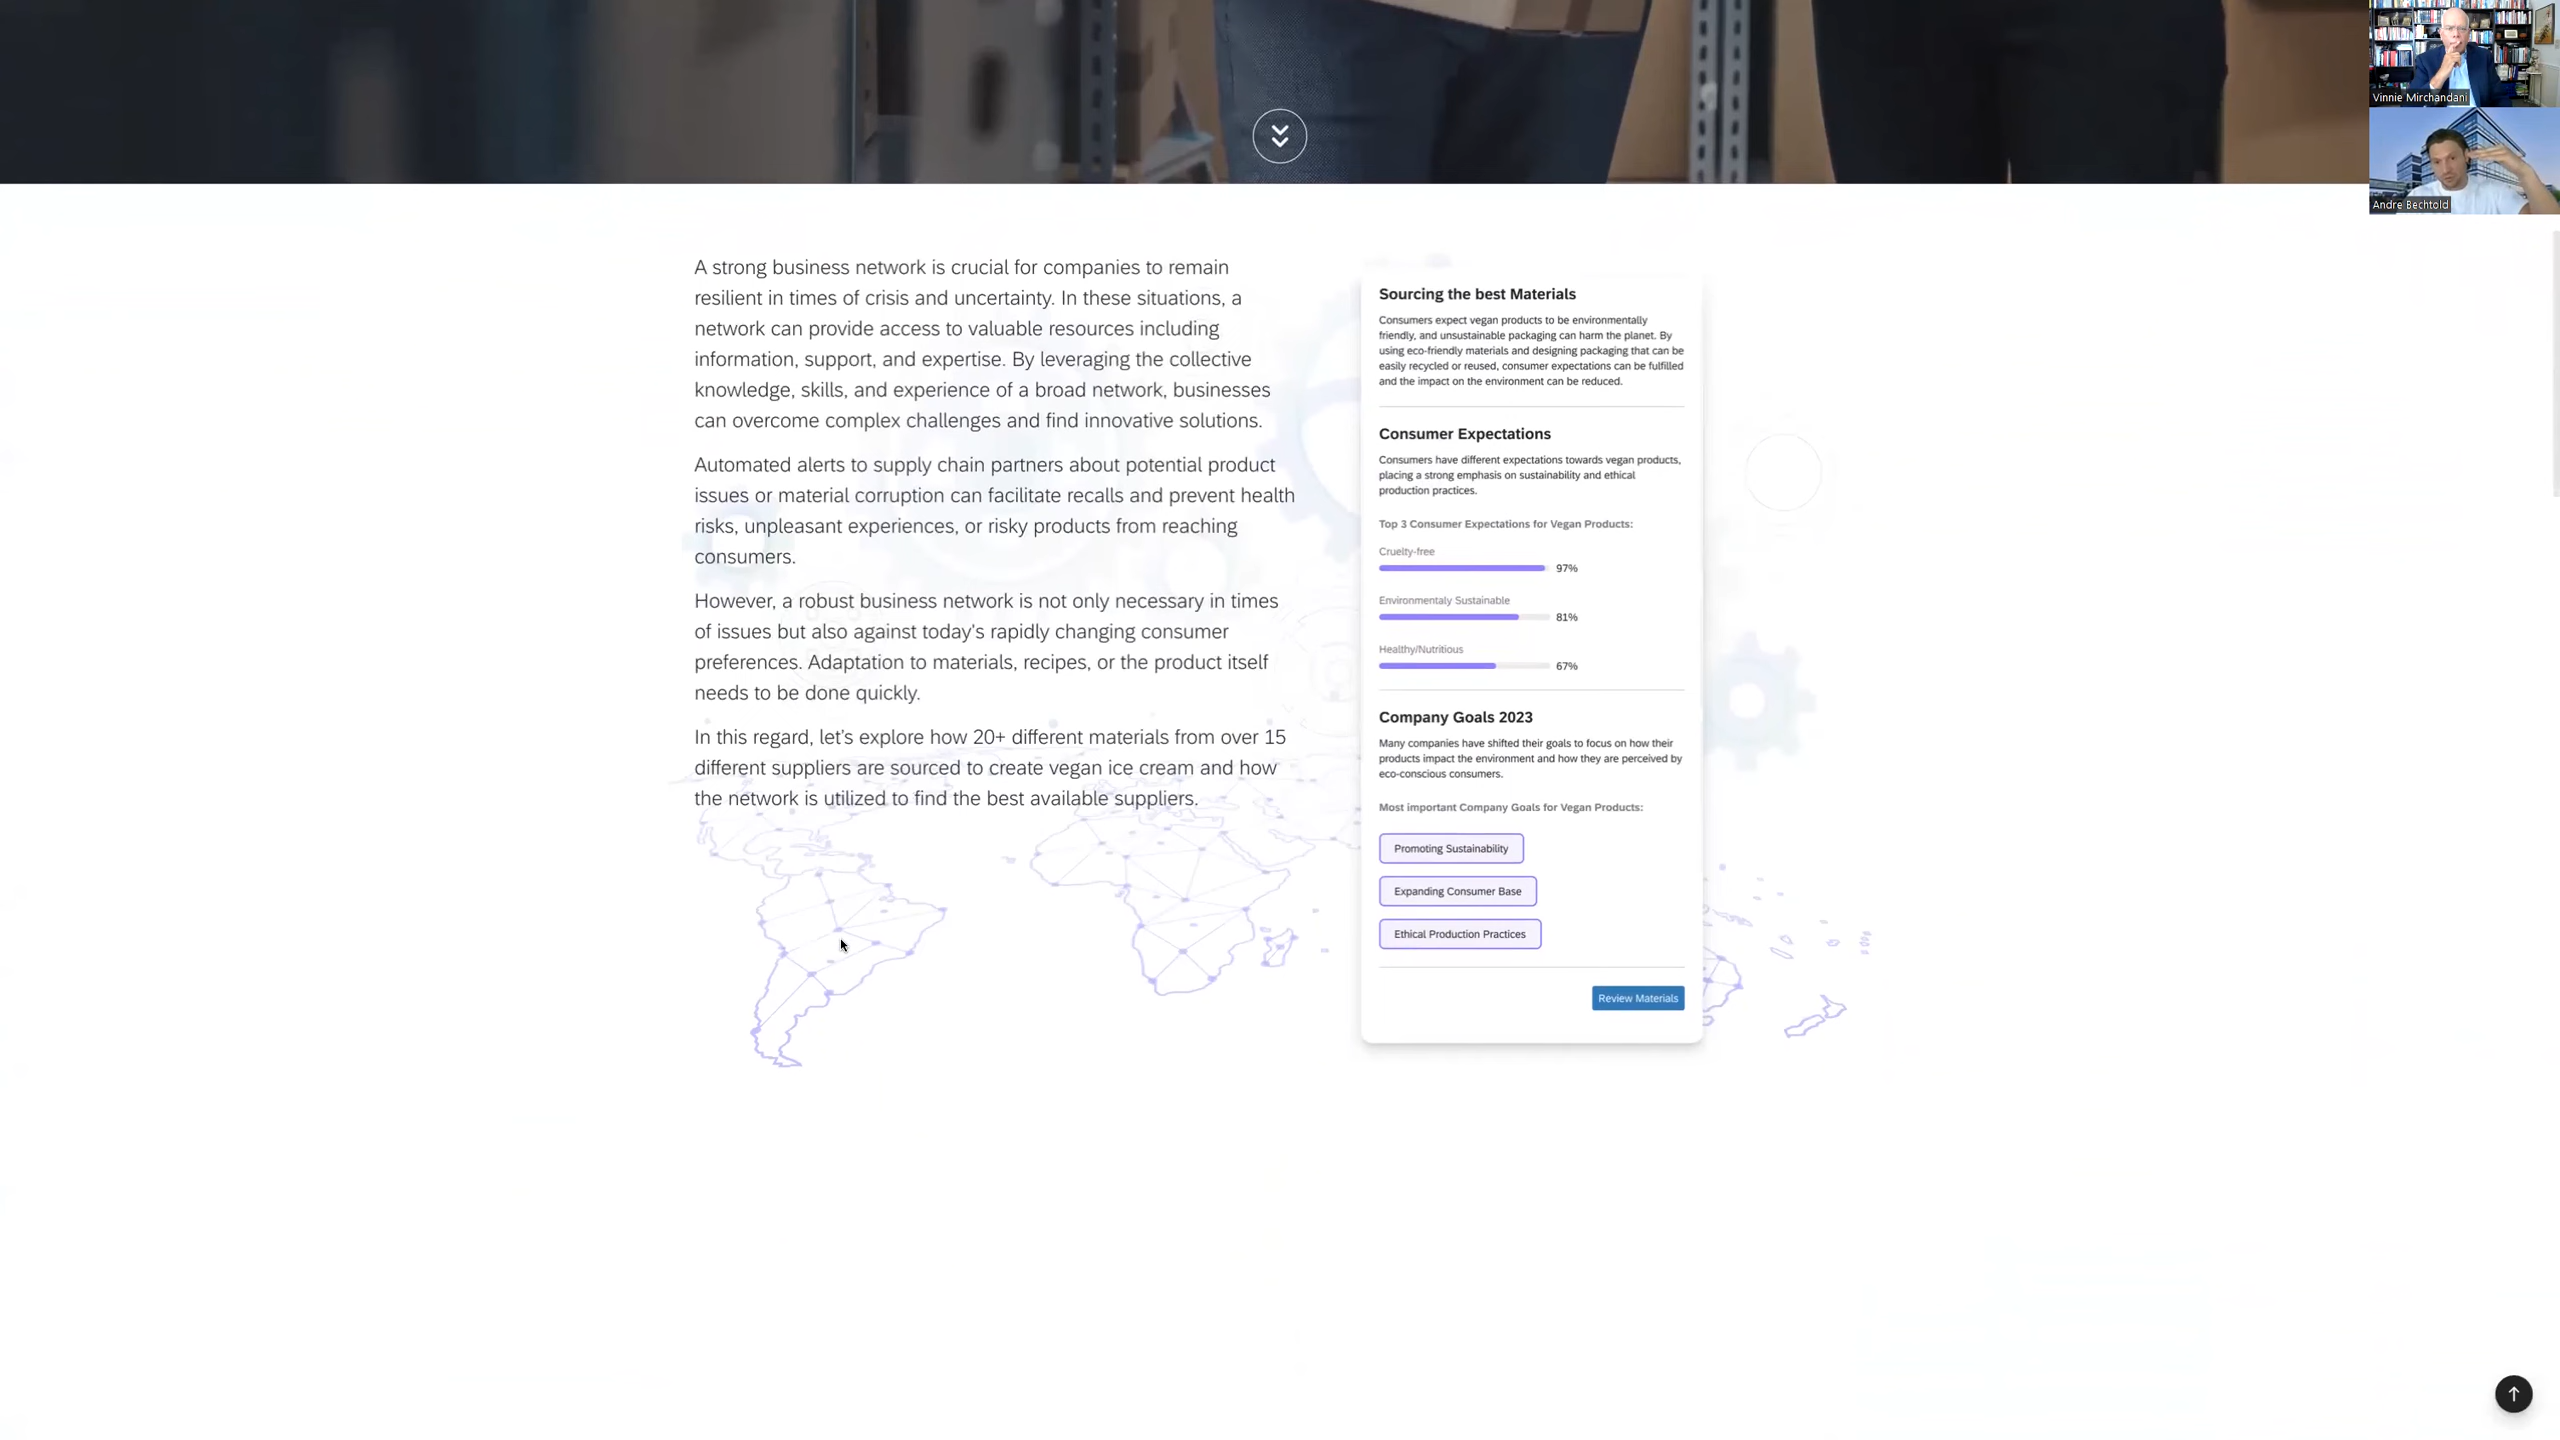 Vinnie Mirchandani
Andre Bechtold
A strong business network is crucial for companies to remain
resilient in times of crisis and uncertainty. In these situations, a
network can provide access to valuable resources including
information, support, and expertise. By leveraging the collective
knowledge, skills, and experience of a broad network, businesses
can overcome complex challenges and find innovative solutions.
Automated alerts to supply chain partners about potential product
issues or material corruption can facilitate recalls and prevent health
risks, unpleasant experiences, or risky products from reaching
consumers.
However, a robust business network is not only necessary in times
of issues but also against today's rapidly changing consumer
preferences. Adaptation to materials, recipes, or the product itself
needs to be done quickly.
In this regard, let's explore how 20+ different materials from over 15
different suppliers are sourced to create vegan ice cream and how
the network is utilized to find the best available suppliers.
Sourcing the best Materials
Consumers expect vegan products to be environmentally
friendly, and unsustainable packaging can harm the planet. By
using eco-friendly materials and designing packaging that can be
easily recycled or reused, consumer expectations can be fulfilled
and the impact on the environment can be reduced.
Consumer Expectations
Consumers have different expectations towards vegan products,
placing a strong emphasis on sustainability and ethical
production practices.
Top 3 Consumer Expectations for Vegan Products:
Cruelty-free
97%
Environmentaly Sustainable
81%
Healthy/Nutritious
67%
Company Goals 2023
Many companies have shifted their goals to focus on how their
products impact the environment and how they are perceived by
eco-conscious consumers.
Most important Company Goals for Vegan Products:
Promoting Sustainability
Expanding Consumer Base
Ethical Production Practices
Review Materials